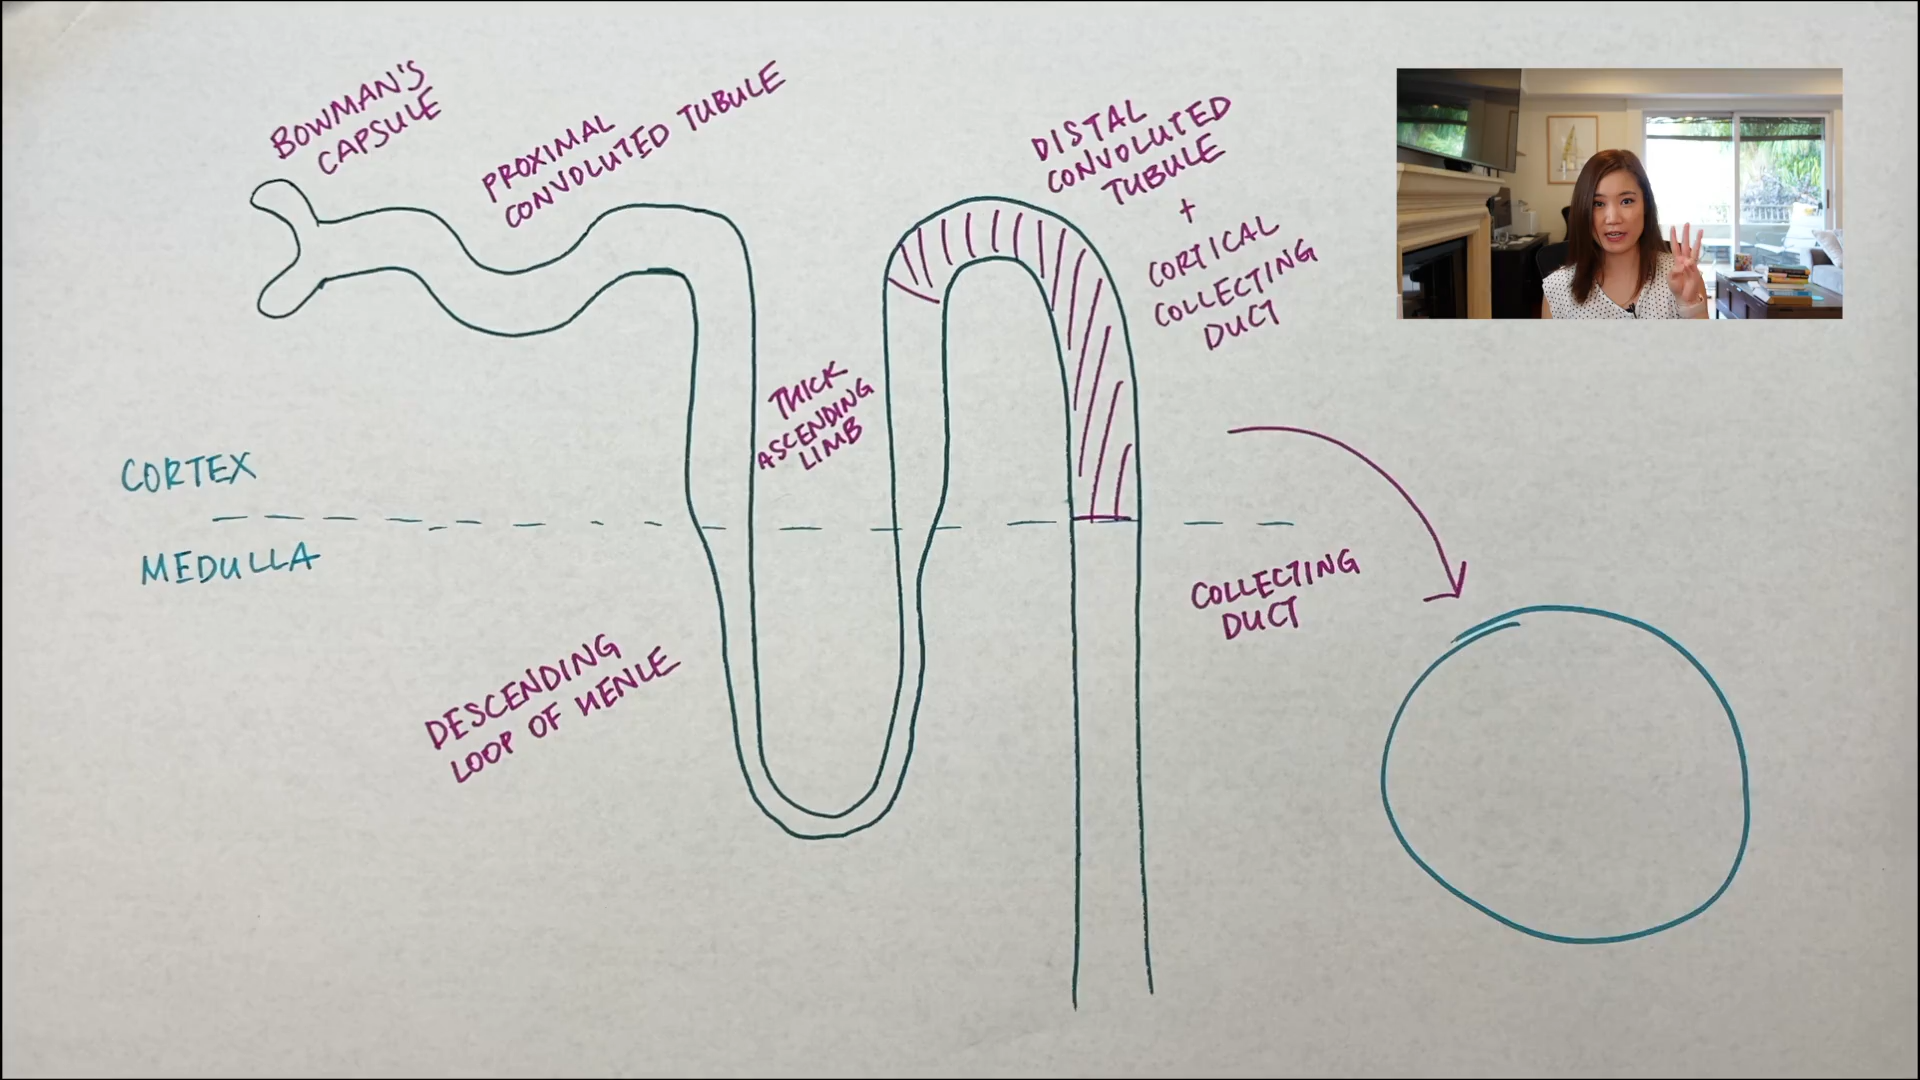 BOWMAN'S
CAPSULE
PROXIMAL
CONVOLUTED TUBULE
DISTAL
CONVOLUTED
TUBULE
+
CORTICAL
COLLECTING
DUCT
THICK
ASCENDING
LIMB
CORTEX
MEDULLA
COLLECTING
DUCT
DESCENDING
LOOP OF HENLE